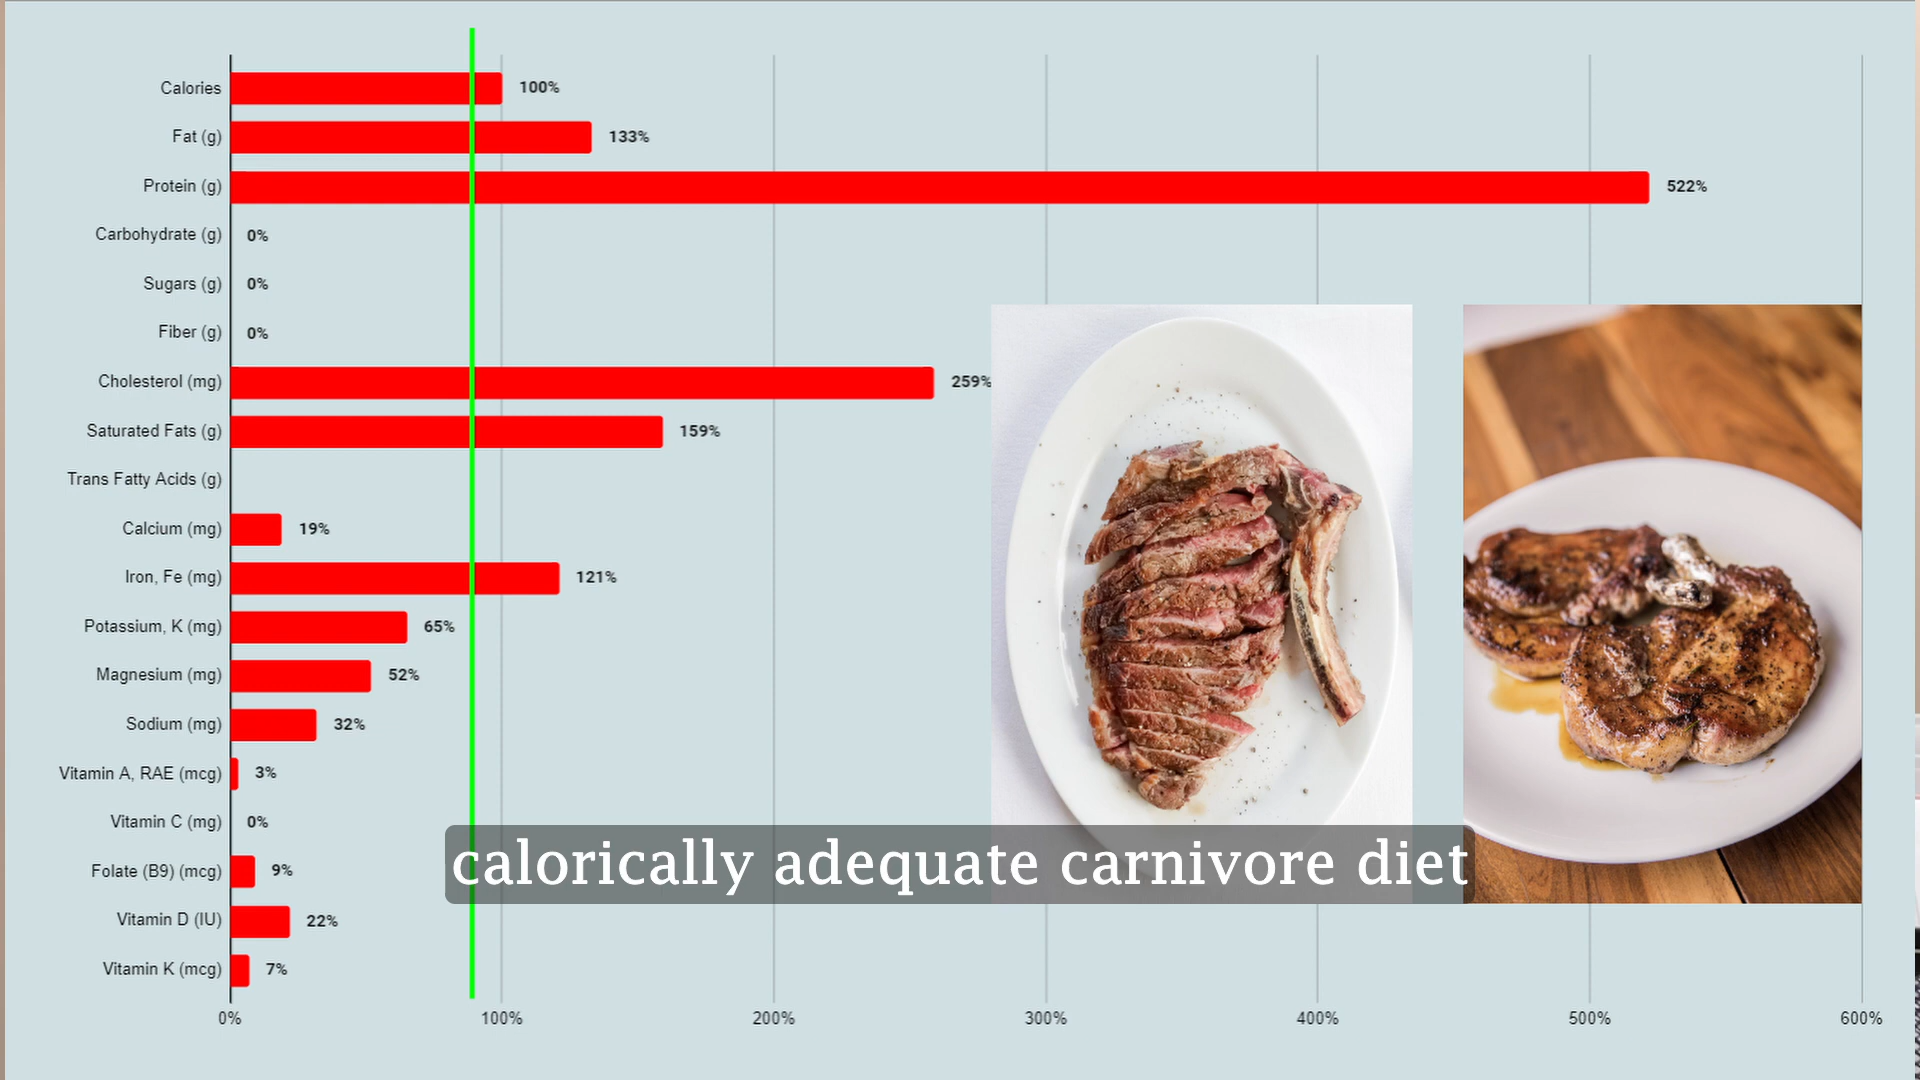 Calories 100%
Fat (g) 133%
Protein (g) 522%
Carbohydrate (g) 0%
Sugars (g) 0%
Fiber (g) 0%
Cholesterol (mg) 259%
Saturated Fats (g) 159%
Trans Fatty Acids (g)
Calcium (mg) 19%
Iron, Fe (mg) 121%
Potassium, K (mg) 65%
Magnesium (mg) 52%
Sodium (mg) 32%
Vitamin A, RAE (mcg) 3%
Vitamin C (mg) 0%
calorically adequate carnivore diet
Folate (B9) (mcg) 9%
Vitamin D (IU) 22%
Vitamin K (mcg) 7%
0% 100% 200% 300% 400% 500% 600%